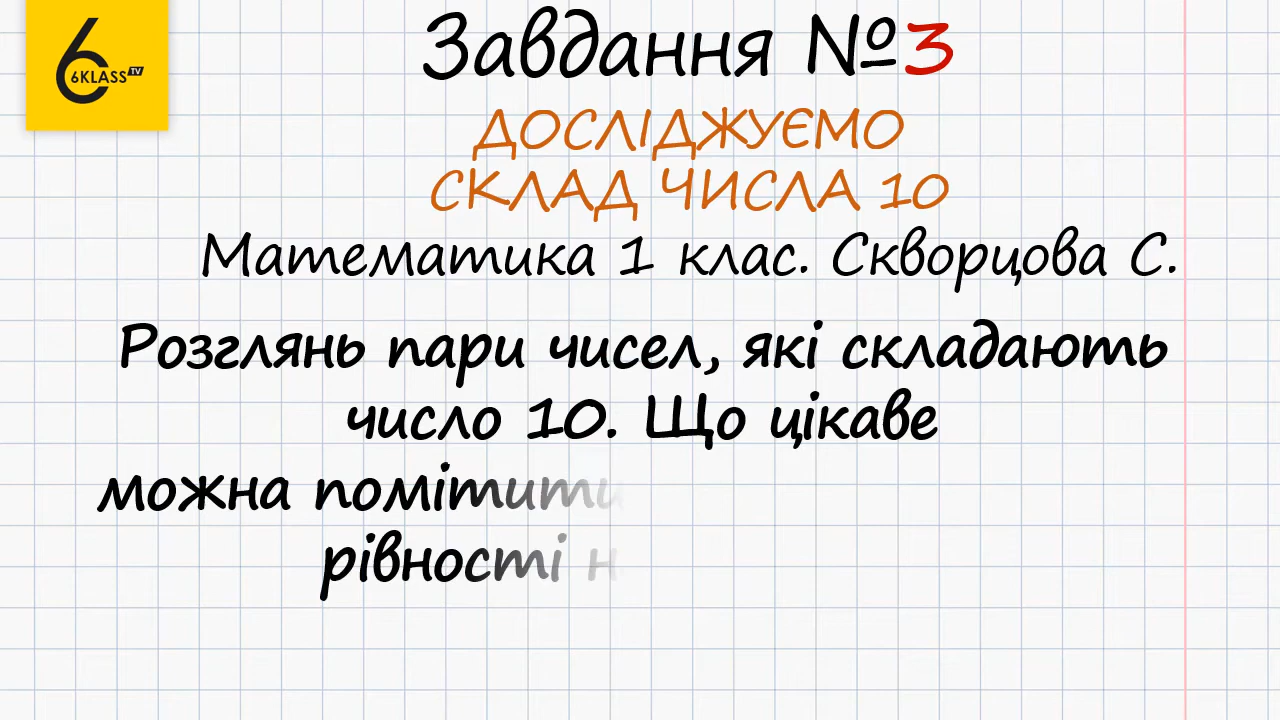 6KLASS TV
Завдання №3
ДОСЛІДЖУЄМО
СКЛАД ЧИСЛА 10
Математика 1 клас. Скворцова С.
Розглянь пари чисел, які складають
число 10. Що цікаве
можна помітити
рівності н